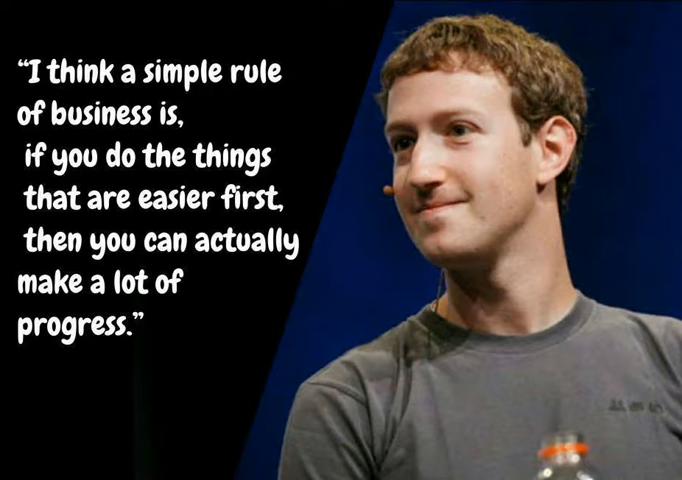 “I think a simple rule
of business is,
if you do the things
that are easier first,
then you can actually
make a lot of
progress.”